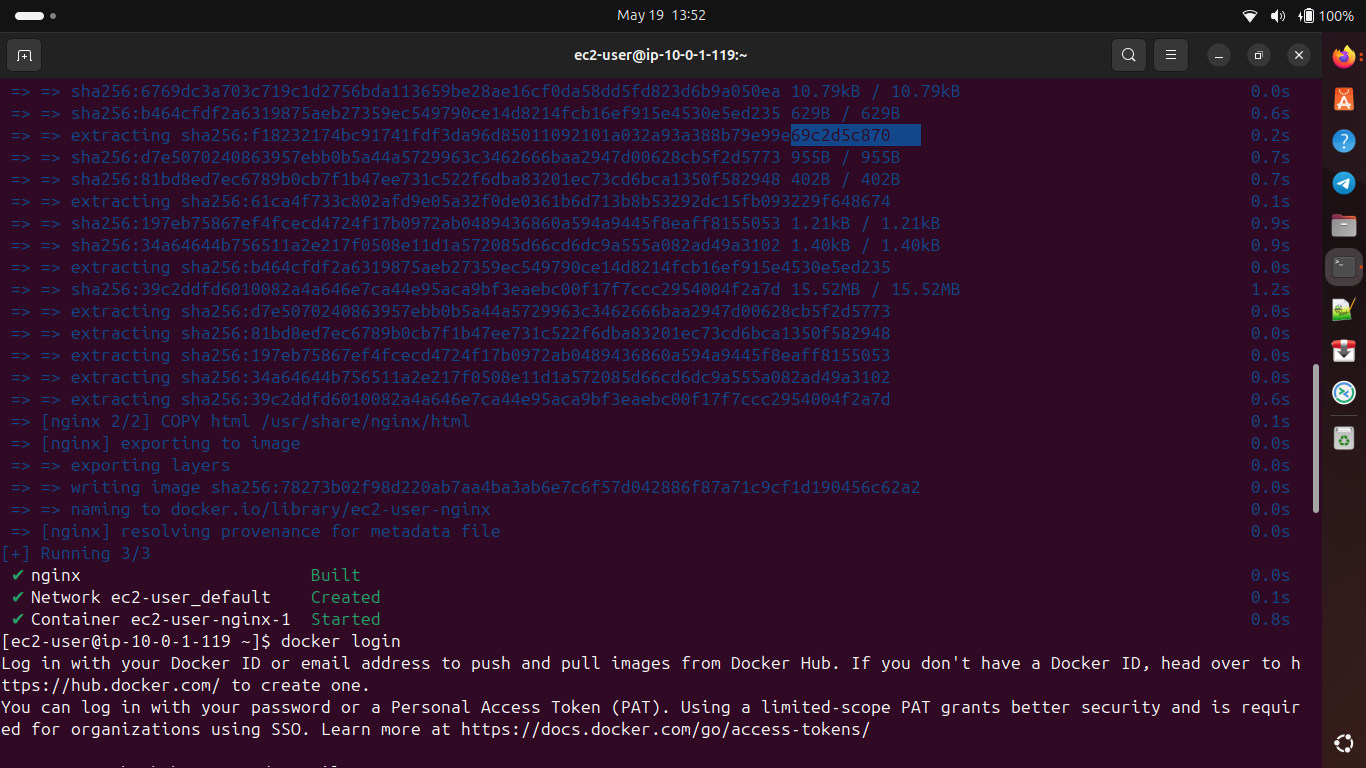 May 19 13:52
100%
ec2-user@ip-10-0-1-119:~
=> => sha256:6769dc3a703c719c1d2756bda113659be28ae16cf0da58dd5fd823d6b9a050ea 10.79kB / 10.79kB 0.0s
=> => sha256:b464cfdf2a6319875aeb27359ec549790ce14d8214fcb16ef915e4530e5ed235 629B / 629B 0.6s
=> => extracting sha256:f18232174bc91741fdf3da96d85011092101a032a93a388b79e99e69c2d5c870 0.2s
=> => sha256:d7e5070240863957ebb0b5a44a5729963c3462666baa2947d00628cb5f2d5773 955B / 955B 0.7s
=> => sha256:81bd8ed7ec6789b0cb7f1b47ee731c522f6dba83201ec73cd6bca1350f582948 402B / 402B 0.7s
=> => extracting sha256:61ca4f733c802afd9e05a32f0de0361b6d713b8b53292dc15fb093229f648674 0.1s
=> => sha256:197eb75867ef4fcecd4724f17b0972ab0489436860a594a9445f8eaff8155053 1.21kB / 1.21kB 0.9s
=> => sha256:34a64644b756511a2e217f0508e11d1a572085d66cd6dc9a555a082ad49a3102 1.40kB / 1.40kB 0.9s
=> => extracting sha256:b464cfdf2a6319875aeb27359ec549790ce14d8214fcb16ef915e4530e5ed235 0.0s
=> => sha256:39c2ddfd6010082a4a646e7ca44e95aca9bf3eaebc00f17f7ccc2954004f2a7d 15.52MB / 15.52MB 1.2s
=> => extracting sha256:d7e5070240863957ebb0b5a44a5729963c3462666baa2947d00628cb5f2d5773 0.0s
=> => extracting sha256:81bd8ed7ec6789b0cb7f1b47ee731c522f6dba83201ec73cd6bca1350f582948 0.0s
=> => extracting sha256:197eb75867ef4fcecd4724f17b0972ab0489436860a594a9445f8eaff8155053 0.0s
=> => extracting sha256:34a64644b756511a2e217f0508e11d1a572085d66cd6dc9a555a082ad49a3102 0.0s
=> => extracting sha256:39c2ddfd6010082a4a646e7ca44e95aca9bf3eaebc00f17f7ccc2954004f2a7d 0.6s
=> [nginx 2/2] COPY html /usr/share/nginx/html 0.1s
=> [nginx] exporting to image 0.0s
=> => exporting layers 0.0s
=> => writing image sha256:78273b02f98d220ab7aa4ba3ab6e7c6f57d042886f87a71c9cf1d190456c62a2 0.0s
=> => naming to docker.io/library/ec2-user-nginx 0.0s
=> [nginx] resolving provenance for metadata file 0.0s
[+] Running 3/3
✔ nginx Built 0.0s
✔ Network ec2-user_default Created 0.1s
✔ Container ec2-user-nginx-1 Started 0.8s
[ec2-user@ip-10-0-1-119 ~]$ docker login
Log in with your Docker ID or email address to push and pull images from Docker Hub. If you don't have a Docker ID, head over to h
ttps://hub.docker.com/ to create one.
You can log in with your password or a Personal Access Token (PAT). Using a limited-scope PAT grants better security and is requir
ed for organizations using SSO. Learn more at https://docs.docker.com/go/access-tokens/